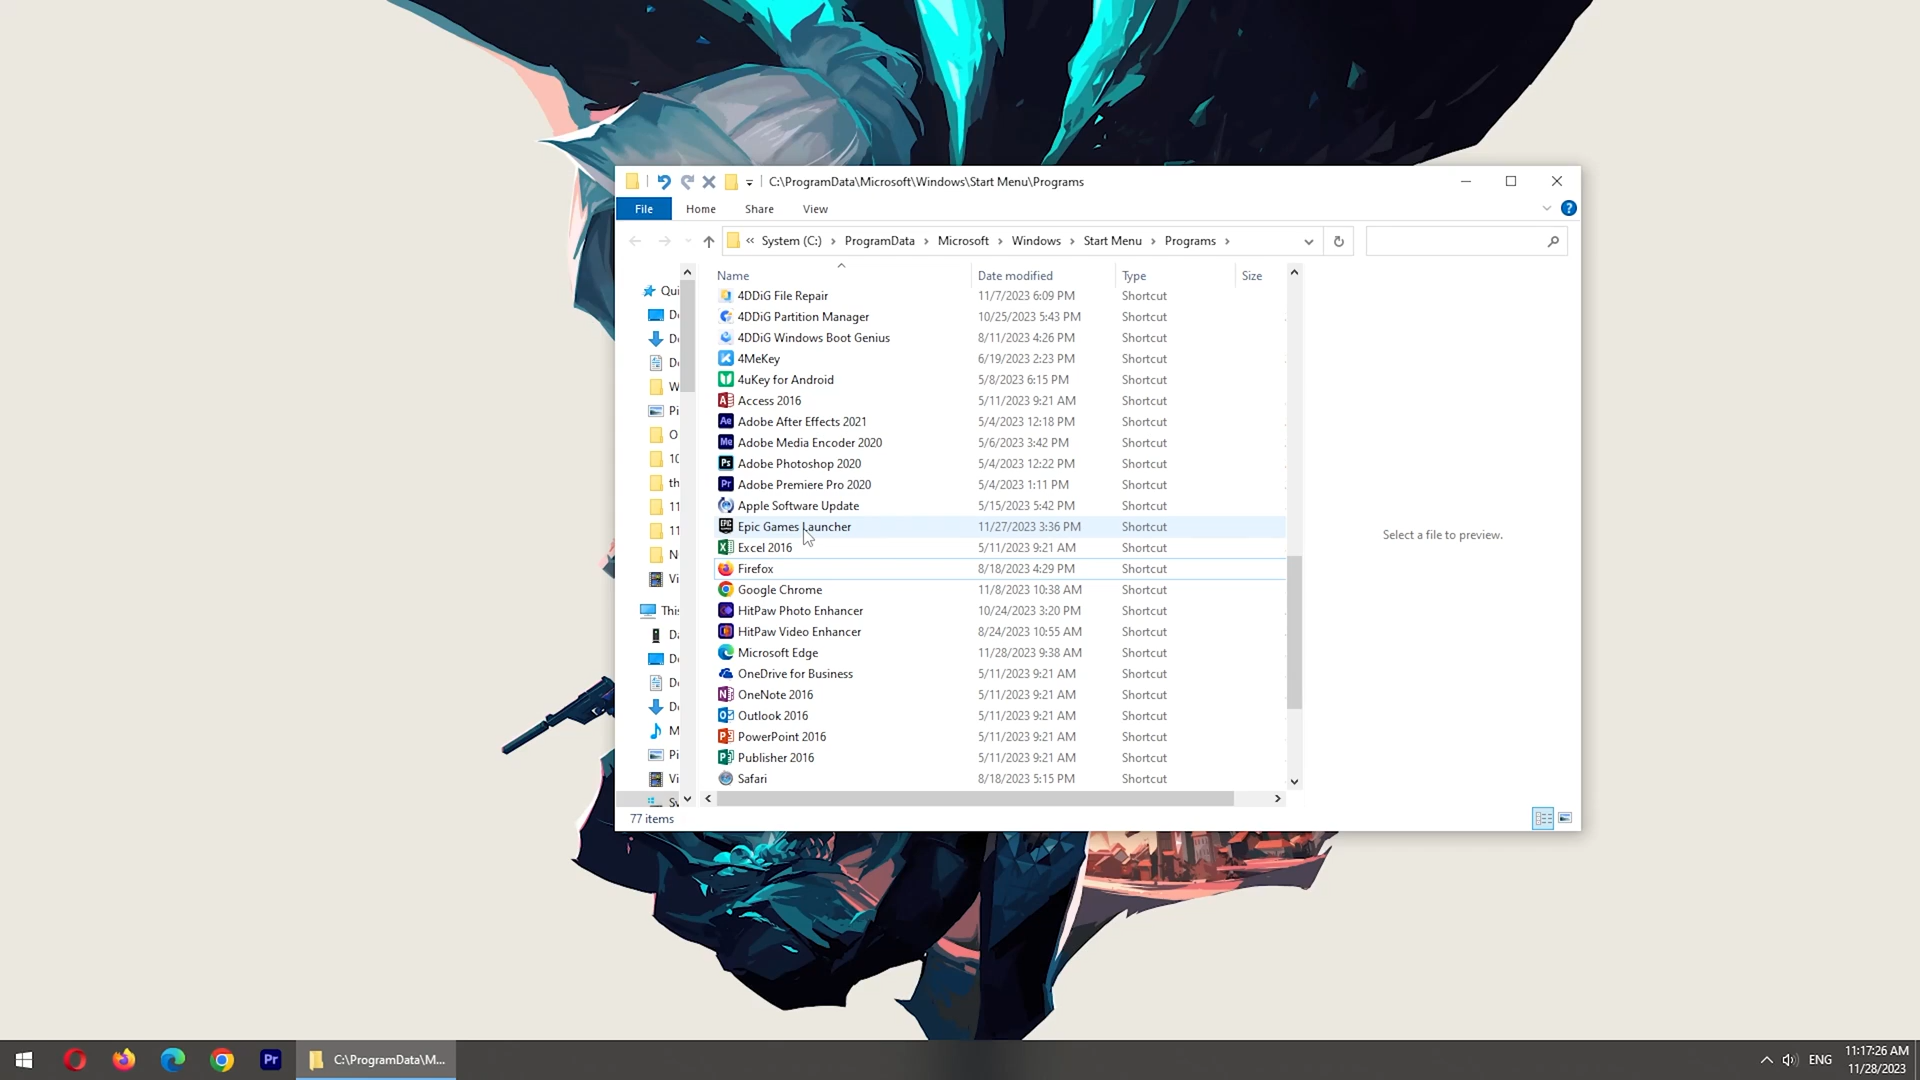 C:\ProgramData\Microsoft\Windows\Start Menu\Programs
File Home Share View
« System (C:) › ProgramData › Microsoft › Windows › Start Menu › Programs ›
Name Date modified Type Size
4DDiG File Repair 11/7/2023 6:09 PM Shortcut
4DDiG Partition Manager 10/25/2023 5:43 PM Shortcut
4DDiG Windows Boot Genius 8/11/2023 4:26 PM Shortcut
4MeKey 6/19/2023 2:23 PM Shortcut
4uKey for Android 5/8/2023 6:15 PM Shortcut
Access 2016 5/11/2023 9:21 AM Shortcut
Adobe After Effects 2021 5/4/2023 12:18 PM Shortcut
Adobe Media Encoder 2020 5/6/2023 3:42 PM Shortcut
Adobe Photoshop 2020 5/4/2023 12:22 PM Shortcut
Adobe Premiere Pro 2020 5/4/2023 1:11 PM Shortcut
Apple Software Update 5/15/2023 5:42 PM Shortcut
Epic Games Launcher 11/27/2023 3:36 PM Shortcut
Excel 2016 5/11/2023 9:21 AM Shortcut
Firefox 8/18/2023 4:29 PM Shortcut
Google Chrome 11/8/2023 10:38 AM Shortcut
HitPaw Photo Enhancer 10/24/2023 3:20 PM Shortcut
HitPaw Video Enhancer 8/24/2023 10:55 AM Shortcut
Microsoft Edge 11/28/2023 9:38 AM Shortcut
OneDrive for Business 5/11/2023 9:21 AM Shortcut
OneNote 2016 5/11/2023 9:21 AM Shortcut
Outlook 2016 5/11/2023 9:21 AM Shortcut
PowerPoint 2016 5/11/2023 9:21 AM Shortcut
Publisher 2016 5/11/2023 9:21 AM Shortcut
Safari 8/18/2023 5:15 PM Shortcut
Qui
W
Pi
O
10
th
11
11
N
Vi
This
Da
M
Pi
Vi
Select a file to preview.
77 items
Pr
C:\ProgramData\M...
ENG
11:17:26 AM
11/28/2023